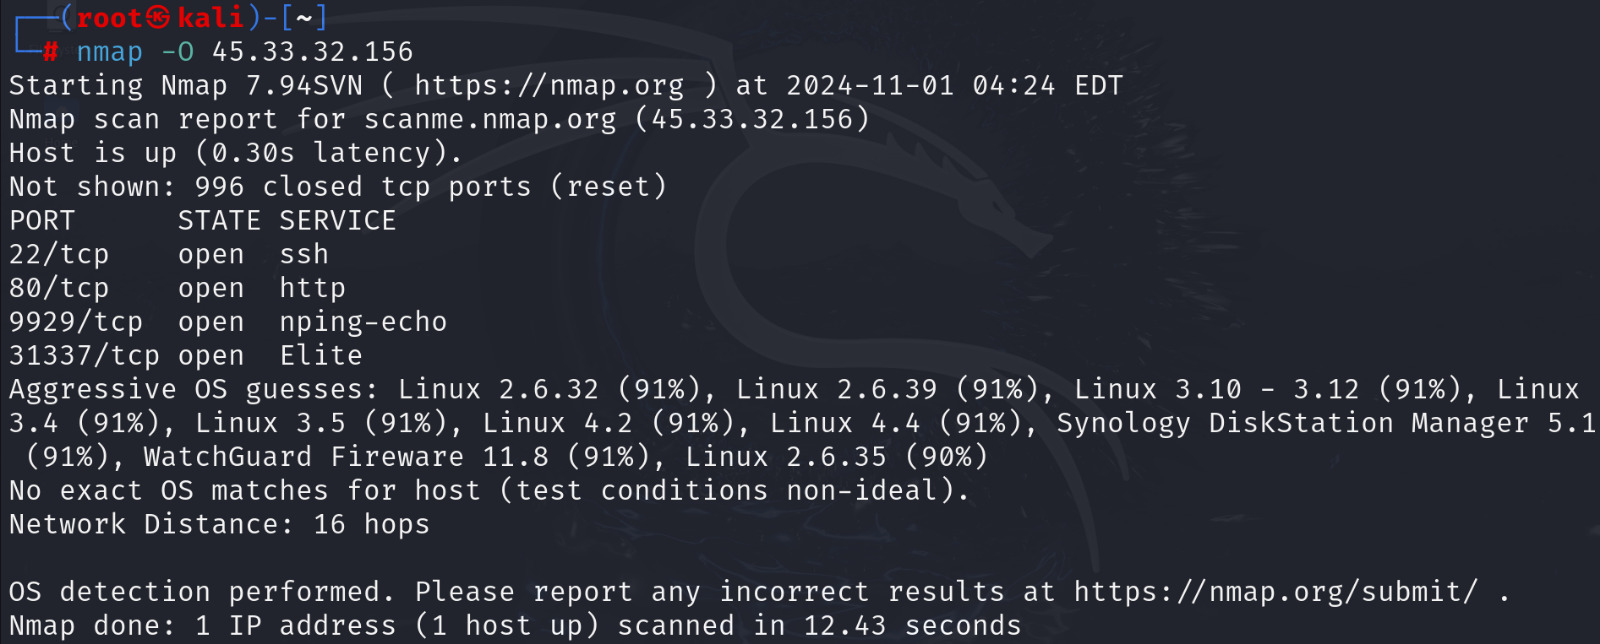 ┌──(root㉿kali)-[~]
└─# nmap -O 45.33.32.156
Starting Nmap 7.94SVN ( https://nmap.org ) at 2024-11-01 04:24 EDT
Nmap scan report for scanme.nmap.org (45.33.32.156)
Host is up (0.30s latency).
Not shown: 996 closed tcp ports (reset)
PORT      STATE SERVICE
22/tcp    open  ssh
80/tcp    open  http
9929/tcp  open  nping-echo
31337/tcp open  Elite
Aggressive OS guesses: Linux 2.6.32 (91%), Linux 2.6.39 (91%), Linux 3.10 - 3.12 (91%), Linux
3.4 (91%), Linux 3.5 (91%), Linux 4.2 (91%), Linux 4.4 (91%), Synology DiskStation Manager 5.1
 (91%), WatchGuard Fireware 11.8 (91%), Linux 2.6.35 (90%)
No exact OS matches for host (test conditions non-ideal).
Network Distance: 16 hops

OS detection performed. Please report any incorrect results at https://nmap.org/submit/ .
Nmap done: 1 IP address (1 host up) scanned in 12.43 seconds